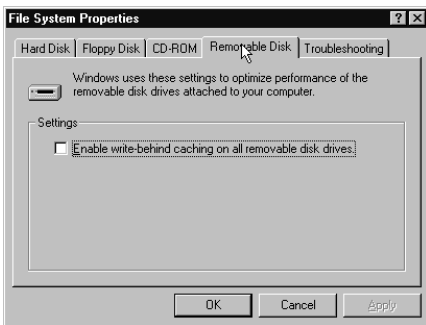 File System Properties
Hard Disk Floppy Disk CD-ROM Removable Disk Troubleshooting
Windows uses these settings to optimize performance of the
removable disk drives attached to your computer.
Settings
Enable write-behind caching on all removable disk drives.
OK Cancel Apply